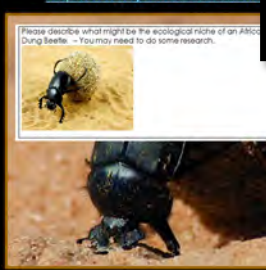 Please describe what might be the ecological niche of an Africa
Dung Beetle. – You may need to do some research.